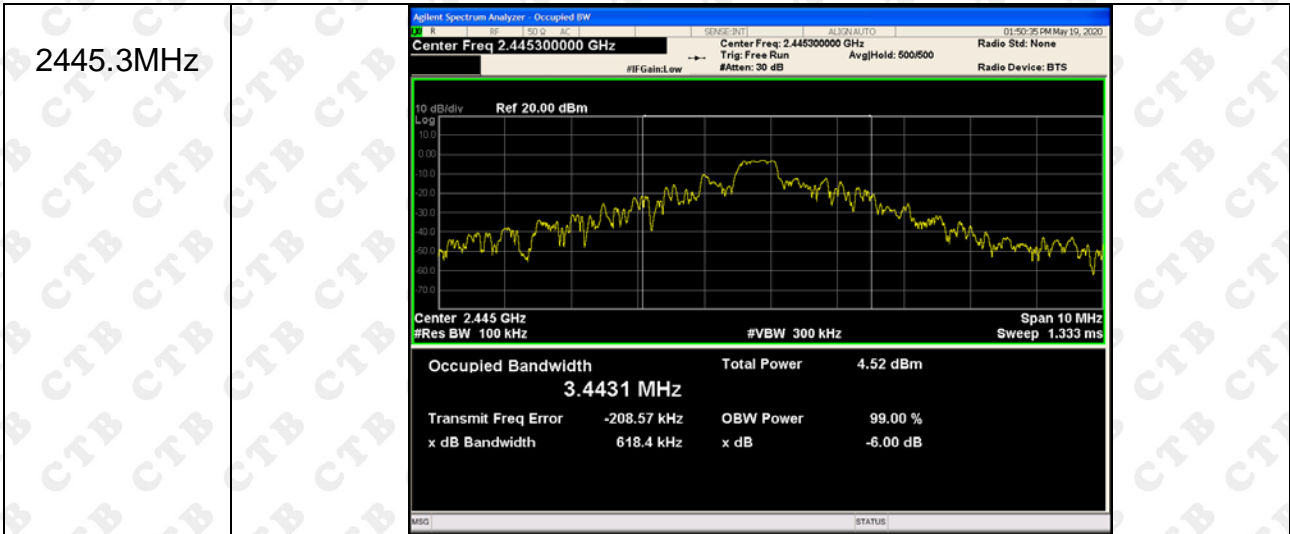 2445.3MHz
Agilent Spectrum Analyzer - Occupied BW
R RF 50 Ω AC SENSE:INT ALIGN AUTO 01:50:35 PM May 19, 2020
Center Freq 2.445300000 GHz Center Freq: 2.445300000 GHz Radio Std: None
Trig: Free Run Avg|Hold: 500/500
#IFGain:Low #Atten: 30 dB Radio Device: BTS
10 dB/div Ref 20.00 dBm
Log
10.0
0.00
-10.0
-20.0
-30.0
-40.0
-50.0
-60.0
-70.0
Center 2.445 GHz Span 10 MHz
#Res BW 100 kHz #VBW 300 kHz Sweep 1.333 ms
Occupied Bandwidth Total Power 4.52 dBm
3.4431 MHz
Transmit Freq Error -208.57 kHz OBW Power 99.00 %
x dB Bandwidth 618.4 kHz x dB -6.00 dB
MSG STATUS